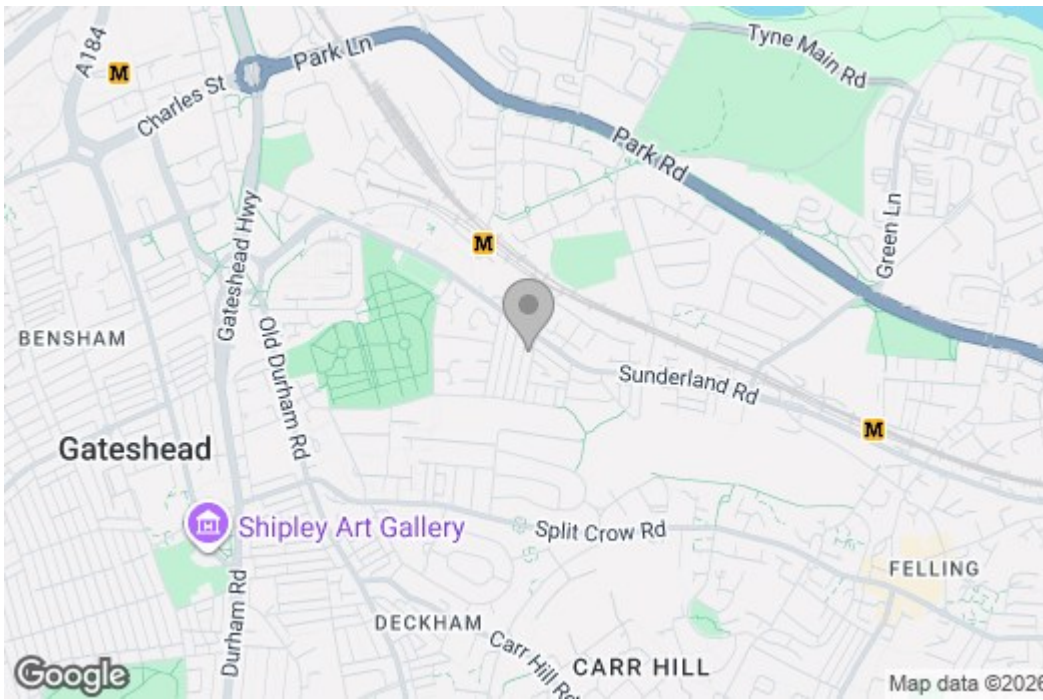 A184
Park Ln
Charles St
M
Tyne Main Rd
Park Rd
Green Ln
M
Gateshead Hwy
BENSHAM
Old Durham Rd
Sunderland Rd
M
Gateshead
Shipley Art Gallery
Split Crow Rd
FELLING
Durham Rd
DECKHAM
Carr Hill Rd
CARR HILL
Google
Map data ©2026